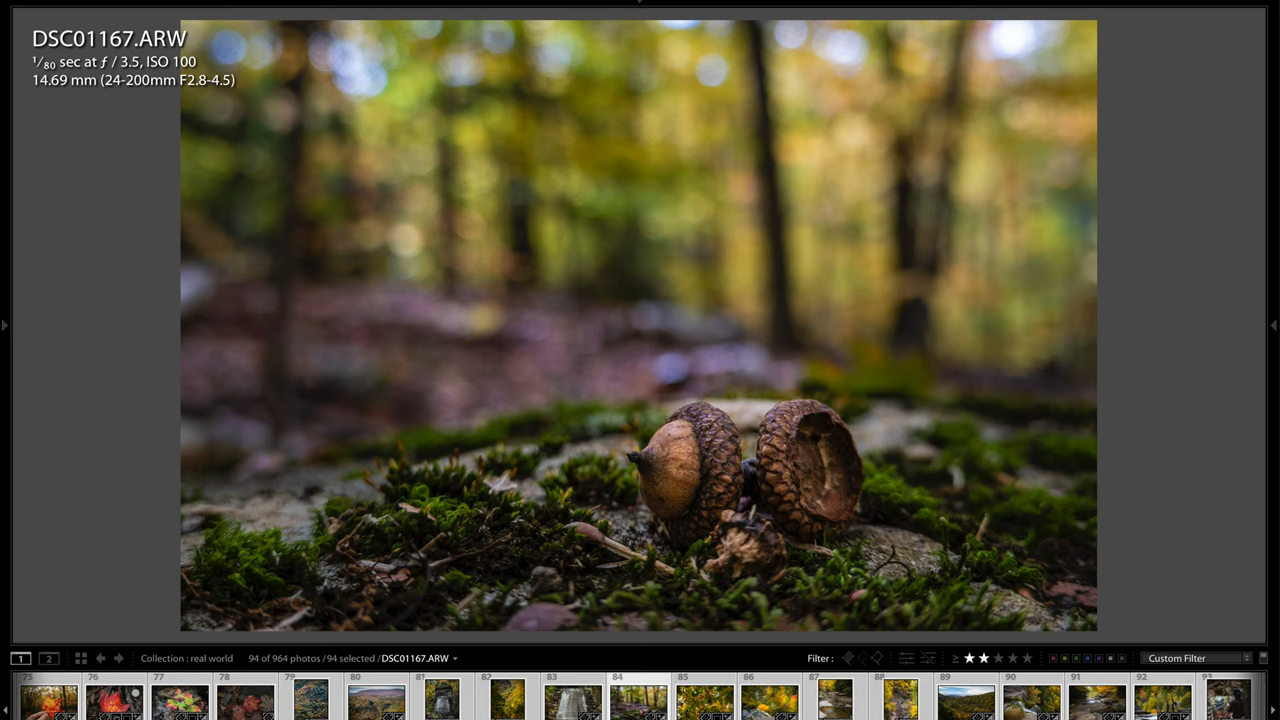 DSC01167.ARW
1/80 sec at ƒ / 3.5, ISO 100
14.69 mm (24-200mm F2.8-4.5)
1 2 Collection : real world 94 of 964 photos /94 selected /DSC01167.ARW Filter : ≥ ★★★★★ Custom Filter
75 76 77 78 79 80 81 82 83 84 85 86 87 88 89 90 91 92 93